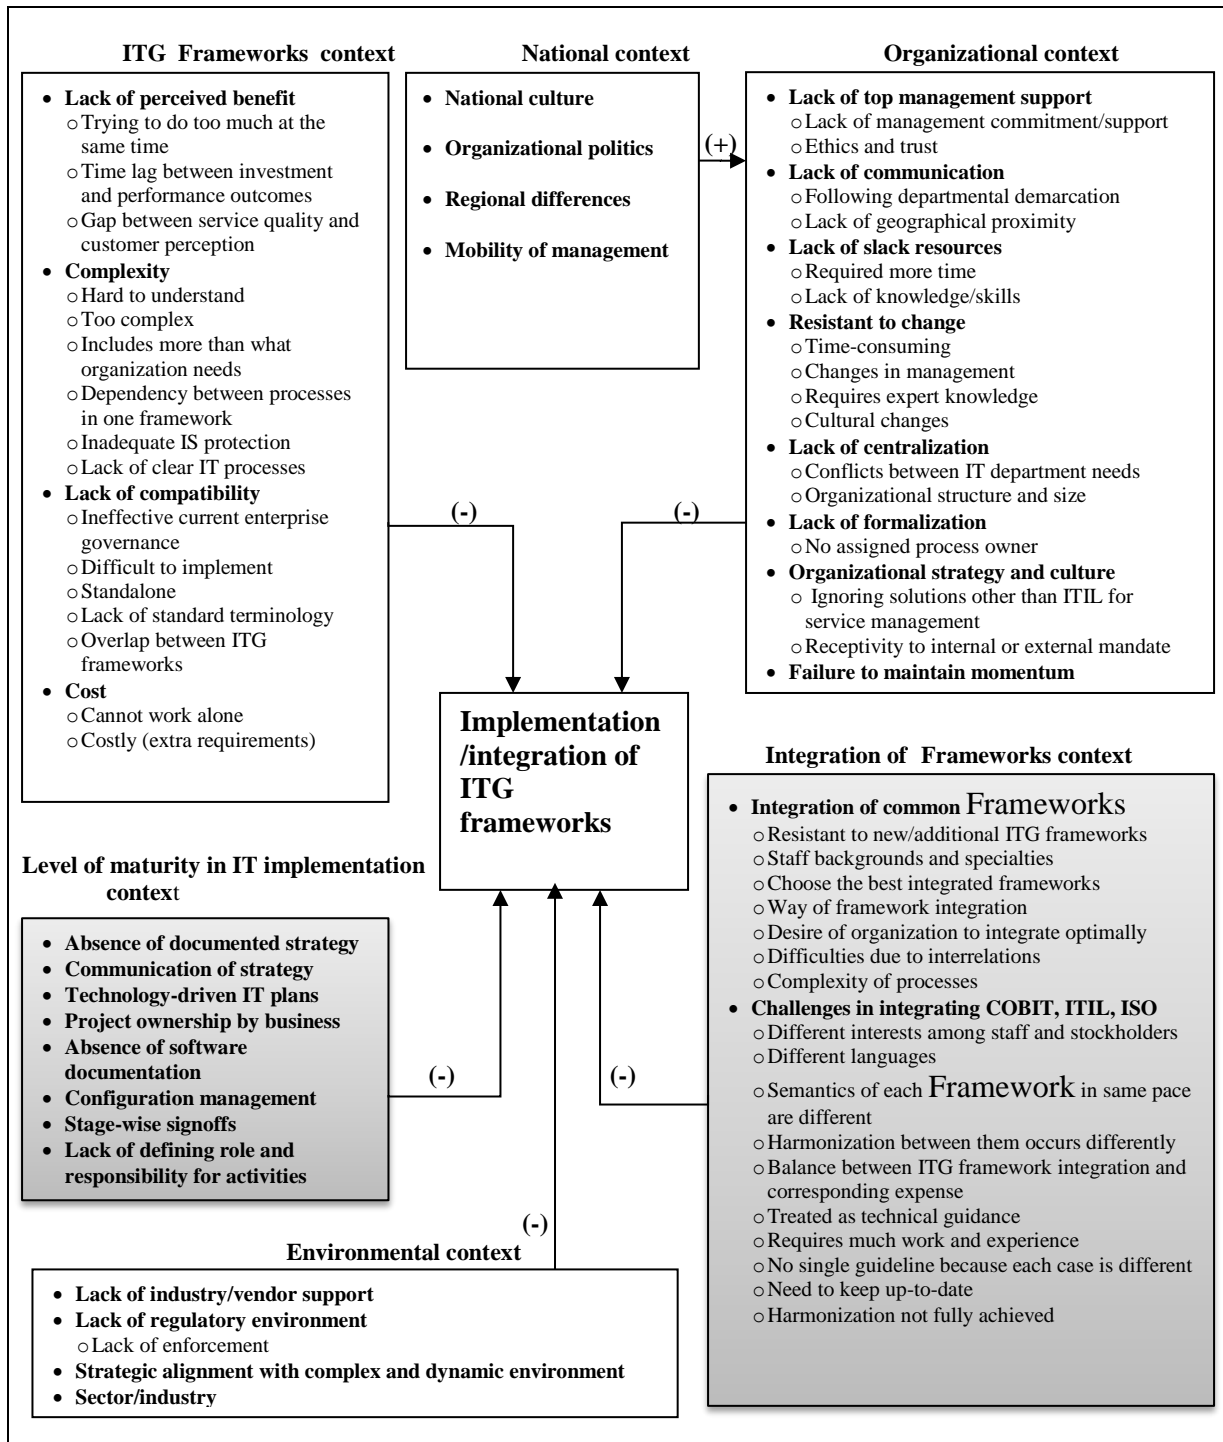 ITG Frameworks context
• Lack of perceived benefit
o Trying to do too much at the
same time
o Time lag between investment
and performance outcomes
o Gap between service quality and
customer perception
• Complexity
o Hard to understand
o Too complex
o Includes more than what
organization needs
o Dependency between processes
in one framework
o Inadequate IS protection
o Lack of clear IT processes
• Lack of compatibility
o Ineffective current enterprise
governance
o Difficult to implement
o Standalone
o Lack of standard terminology
o Overlap between ITG
frameworks
• Cost
o Cannot work alone
o Costly (extra requirements)
National context
• National culture
• Organizational politics
• Regional differences
• Mobility of management
(+)
Organizational context
• Lack of top management support
o Lack of management commitment/support
o Ethics and trust
• Lack of communication
o Following departmental demarcation
o Lack of geographical proximity
• Lack of slack resources
o Required more time
o Lack of knowledge/skills
• Resistant to change
o Time-consuming
o Changes in management
o Requires expert knowledge
o Cultural changes
• Lack of centralization
o Conflicts between IT department needs
o Organizational structure and size
• Lack of formalization
o No assigned process owner
• Organizational strategy and culture
o Ignoring solutions other than ITIL for
service management
o Receptivity to internal or external mandate
• Failure to maintain momentum
(-)
(-)
Implementation
/integration of
ITG
frameworks
Level of maturity in IT implementation
context
• Absence of documented strategy
• Communication of strategy
• Technology-driven IT plans
• Project ownership by business
• Absence of software
documentation
• Configuration management
• Stage-wise signoffs
• Lack of defining role and
responsibility for activities
(-)
(-)
(-)
Integration of Frameworks context
• Integration of common Frameworks
o Resistant to new/additional ITG frameworks
o Staff backgrounds and specialties
o Choose the best integrated frameworks
o Way of framework integration
o Desire of organization to integrate optimally
o Difficulties due to interrelations
o Complexity of processes
• Challenges in integrating COBIT, ITIL, ISO
o Different interests among staff and stockholders
o Different languages
o Semantics of each Framework in same pace
are different
o Harmonization between them occurs differently
o Balance between ITG framework integration and
corresponding expense
o Treated as technical guidance
o Requires much work and experience
o No single guideline because each case is different
o Need to keep up-to-date
o Harmonization not fully achieved
Environmental context
• Lack of industry/vendor support
• Lack of regulatory environment
o Lack of enforcement
• Strategic alignment with complex and dynamic environment
• Sector/industry